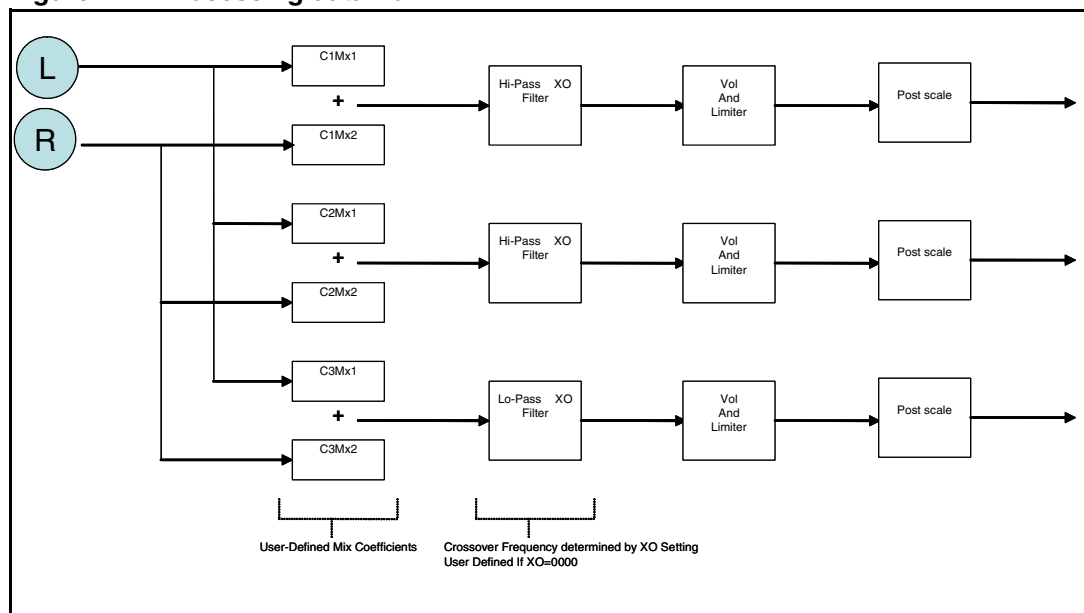 L
R
C1Mx1
+
C1Mx2
Hi-Pass XO
Filter
Vol
And
Limiter
Post scale
C2Mx1
+
C2Mx2
Hi-Pass XO
Filter
Vol
And
Limiter
Post scale
C3Mx1
+
C3Mx2
Lo-Pass XO
Filter
Vol
And
Limiter
Post scale
User-Defined Mix Coefficients
Crossover Frequency determined by XO Setting
User Defined If XO=0000